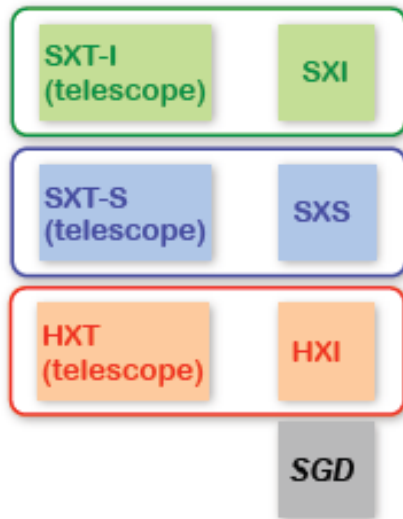 SXT-I
(telescope)
SXI
SXT-S
(telescope)
SXS
HXT
(telescope)
HXI
SGD